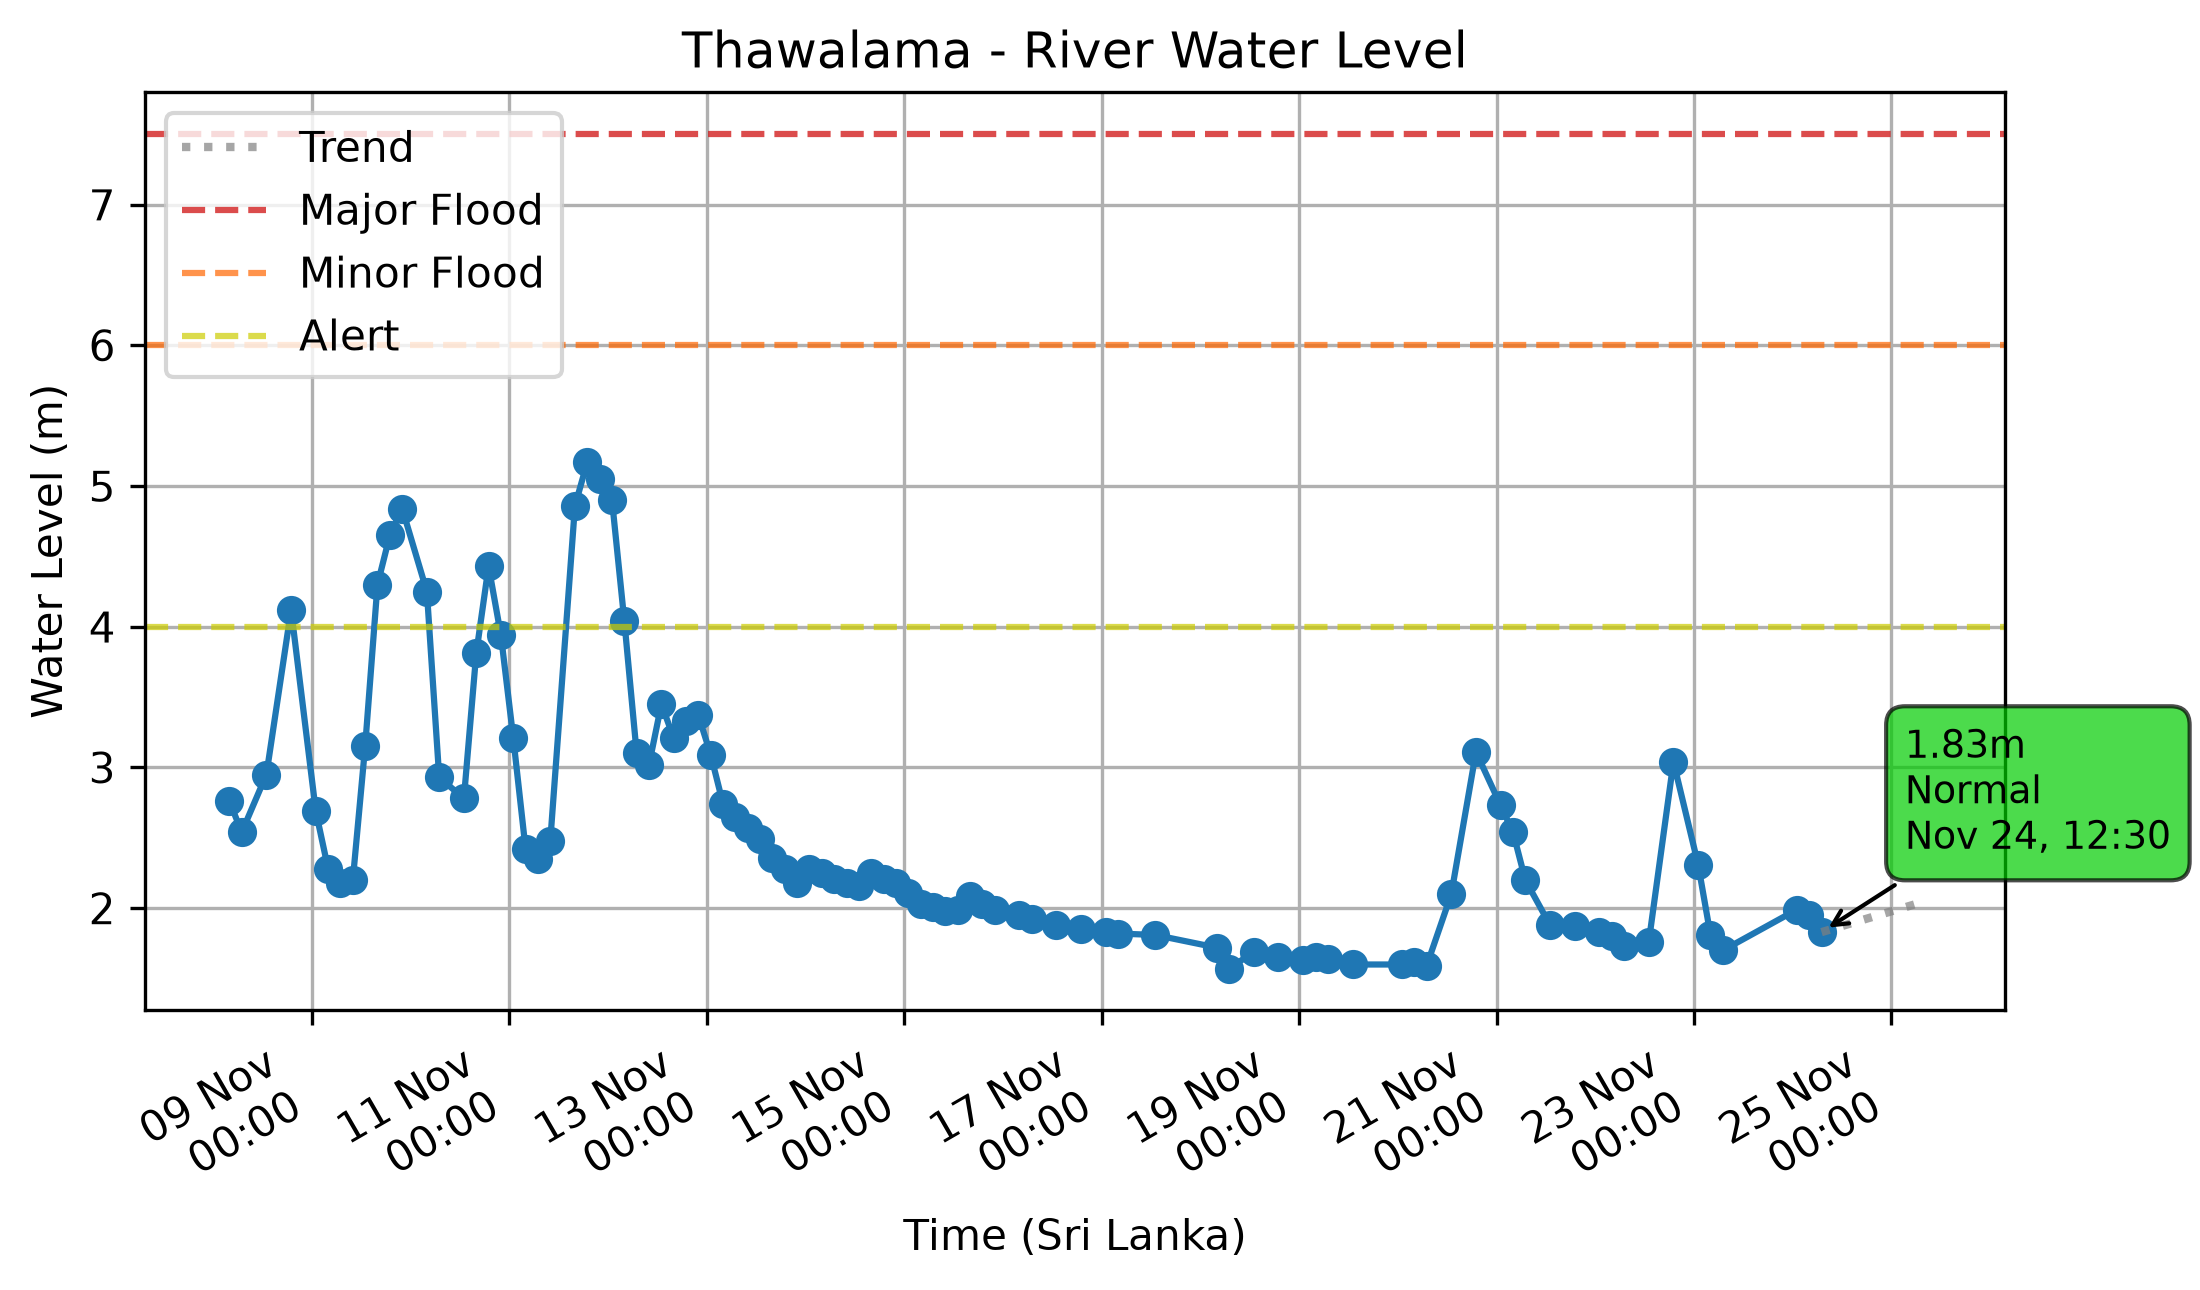 Thawalama - River Water Level
Trend
Major Flood
Minor Flood
Alert
Water Level (m)
7
6
5
4
3
2
1.83m
Normal
Nov 24, 12:30
09 Nov
00:00
11 Nov
00:00
13 Nov
00:00
15 Nov
00:00
17 Nov
00:00
19 Nov
00:00
21 Nov
00:00
23 Nov
00:00
25 Nov
00:00
Time (Sri Lanka)